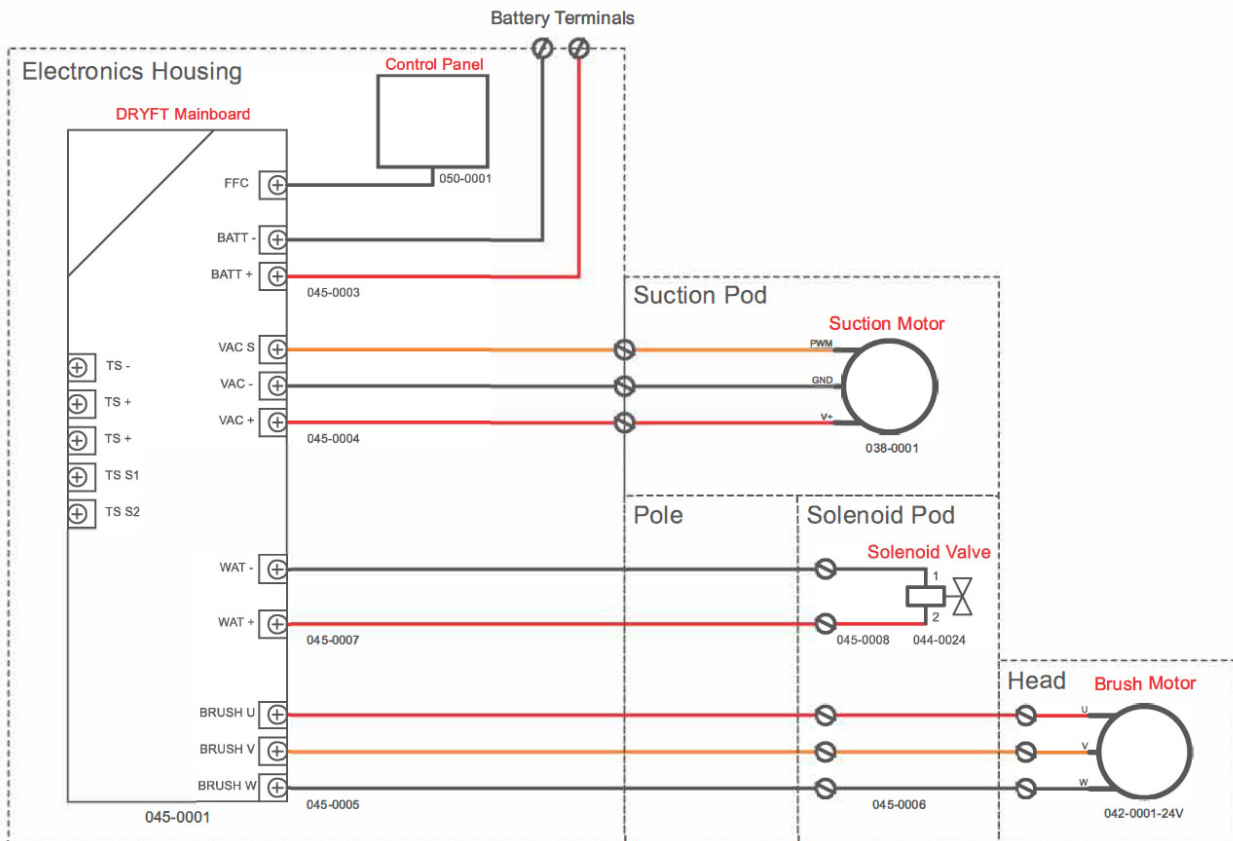 Battery Terminals
Electronics Housing
Control Panel
DRYFT Mainboard
FFC
050-0001
BATT -
BATT +
045-0003
Suction Pod
Suction Motor
VAC S
PWM
TS -
VAC -
GND
TS +
VAC +
V+
TS +
045-0004
038-0001
TS S1
TS S2
Pole
Solenoid Pod
Solenoid Valve
WAT -
1
WAT +
2
045-0007
045-0008
044-0024
Head
Brush Motor
BRUSH U
U
BRUSH V
V
BRUSH W
W
045-0005
045-0006
045-0001
042-0001-24V